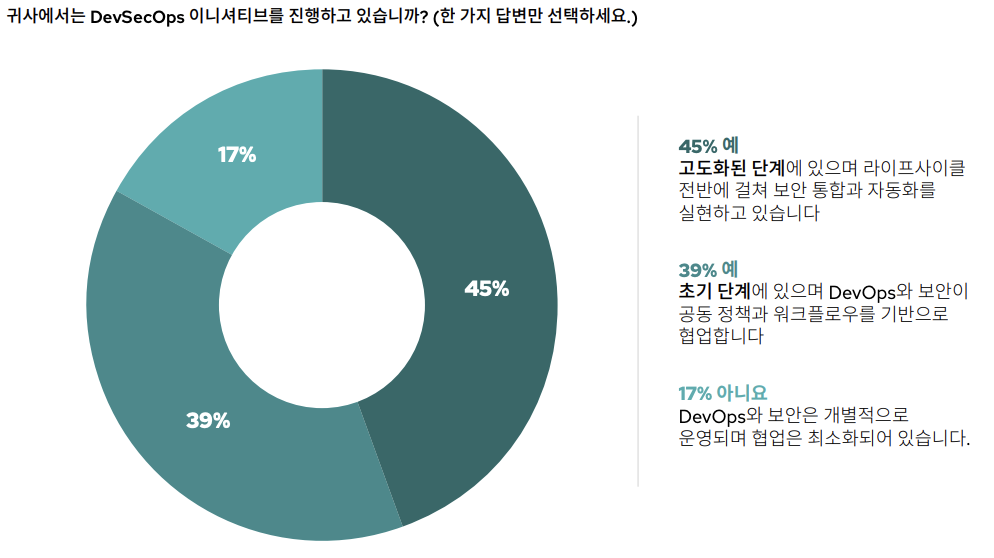 귀사에서는 DevSecOps 이니셔티브를 진행하고 있습니까? (한 가지 답변만 선택하세요.)
17%
45%
39%
45% 예
고도화된 단계에 있으며 라이프사이클
전반에 걸쳐 보안 통합과 자동화를
실현하고 있습니다
39% 예
초기 단계에 있으며 DevOps와 보안이
공동 정책과 워크플로우를 기반으로
협업합니다
17% 아니요
DevOps와 보안은 개별적으로
운영되며 협업은 최소화되어 있습니다.